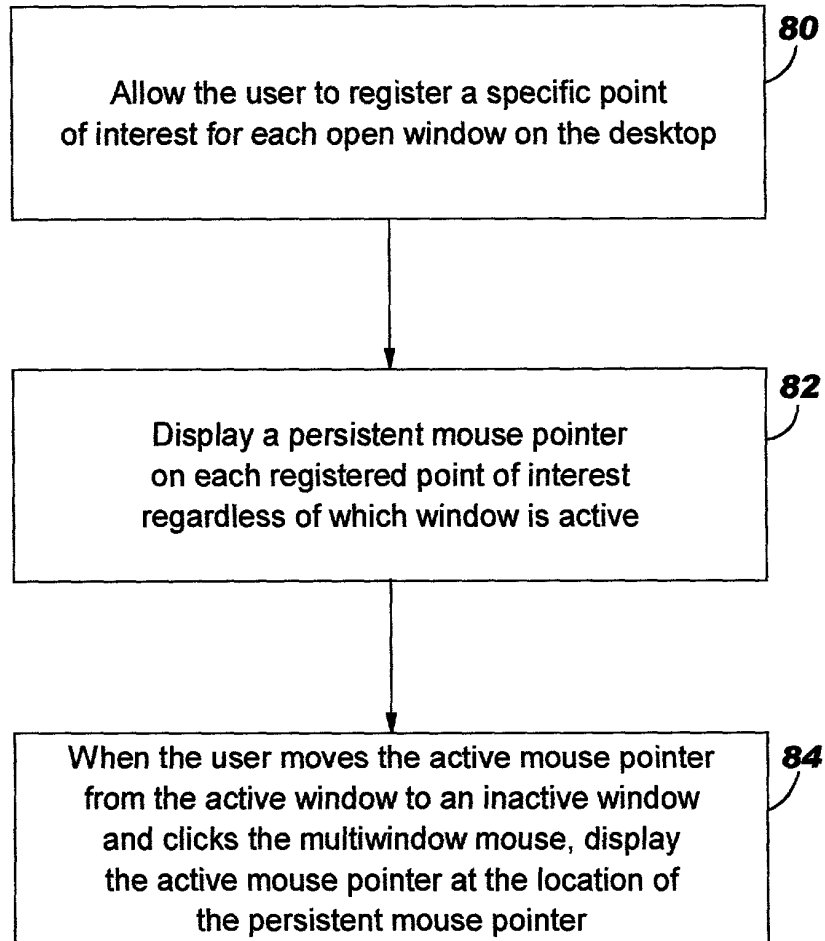 80
Allow the user to register a specific point
of interest for each open window on the desktop
82
Display a persistent mouse pointer
on each registered point of interest
regardless of which window is active
When the user moves the active mouse pointer
84
from the active window to an inactive window
and clicks the multiwindow mouse, display
the active mouse pointer at the location of
the persistent mouse pointer